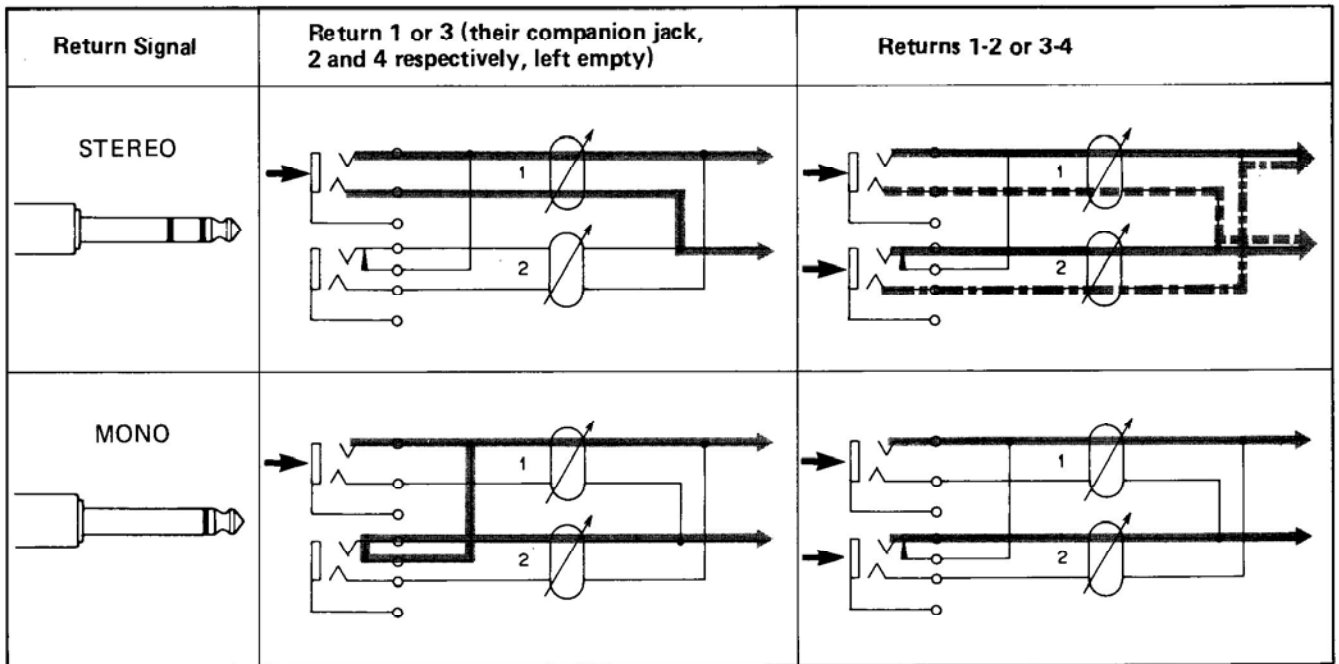 Return Signal
Return 1 or 3 (their companion jack,
2 and 4 respectively, left empty)
Returns 1-2 or 3-4
STEREO
1
2
1
2
MONO
1
2
1
2